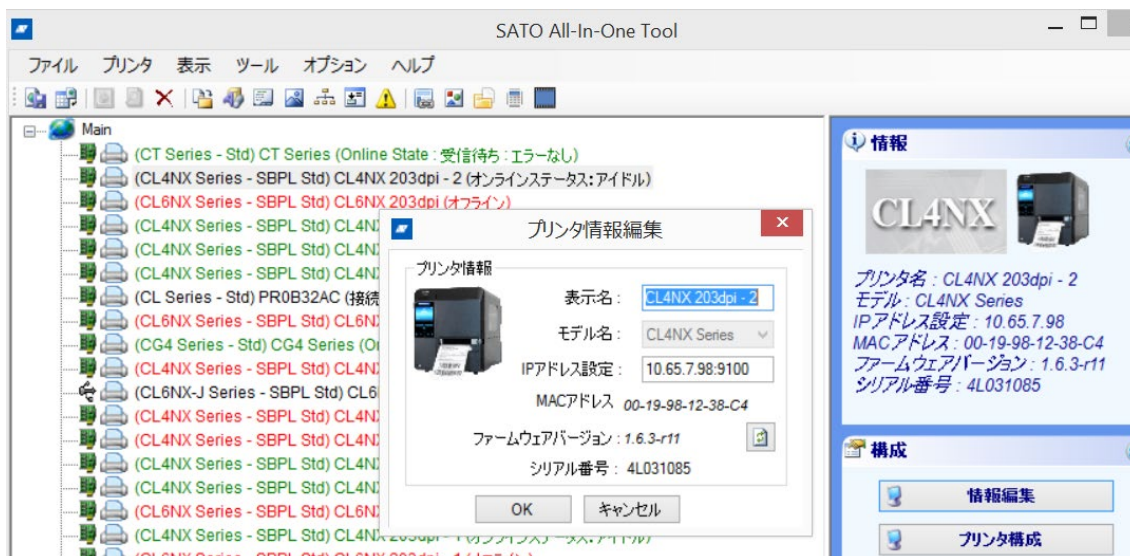 SATO All-In-One Tool
ファイル プリンタ 表示 ツール オプション ヘルプ
Main
(CT Series - Std) CT Series (Online State : 受信待ち : エラーなし)
(CL4NX Series - SBPL Std) CL4NX 203dpi - 2 (オンラインステータス:アイドル)
(CL6NX Series - SBPL Std) CL6NX 203dpi (オフライン)
(CL4NX Series - SBPL Std) CL4N
(CL4NX Series - SBPL Std) CL4N
(CL4NX Series - SBPL Std) CL4N
(CL Series - Std) PR0B32AC (接続
(CL6NX Series - SBPL Std) CL6N
(CG4 Series - Std) CG4 Series (O
(CL4NX Series - SBPL Std) CL4N
(CL6NX-J Series - SBPL Std) CL6
(CL4NX Series - SBPL Std) CL4N
(CL4NX Series - SBPL Std) CL4N
(CL4NX Series - SBPL Std) CL4N
(CL4NX Series - SBPL Std) CL4N
(CL6NX Series - SBPL Std) CL6N
(CL4NX Series - SBPL Std)
プリンタ情報編集
プリンタ情報
表示名 : CL4NX 203dpi - 2
モデル名 : CL4NX Series
IPアドレス設定 : 10.65.7.98:9100
MACアドレス 00-19-98-12-38-C4
ファームウェアバージョン : 1.6.3-r11
シリアル番号 : 4L031085
OK キャンセル
情報
CL4NX
プリンタ名 : CL4NX 203dpi - 2
モデル : CL4NX Series
IPアドレス設定 : 10.65.7.98
MACアドレス : 00-19-98-12-38-C4
ファームウェアバージョン : 1.6.3-r11
シリアル番号 : 4L031085
構成
情報編集
プリンタ構成